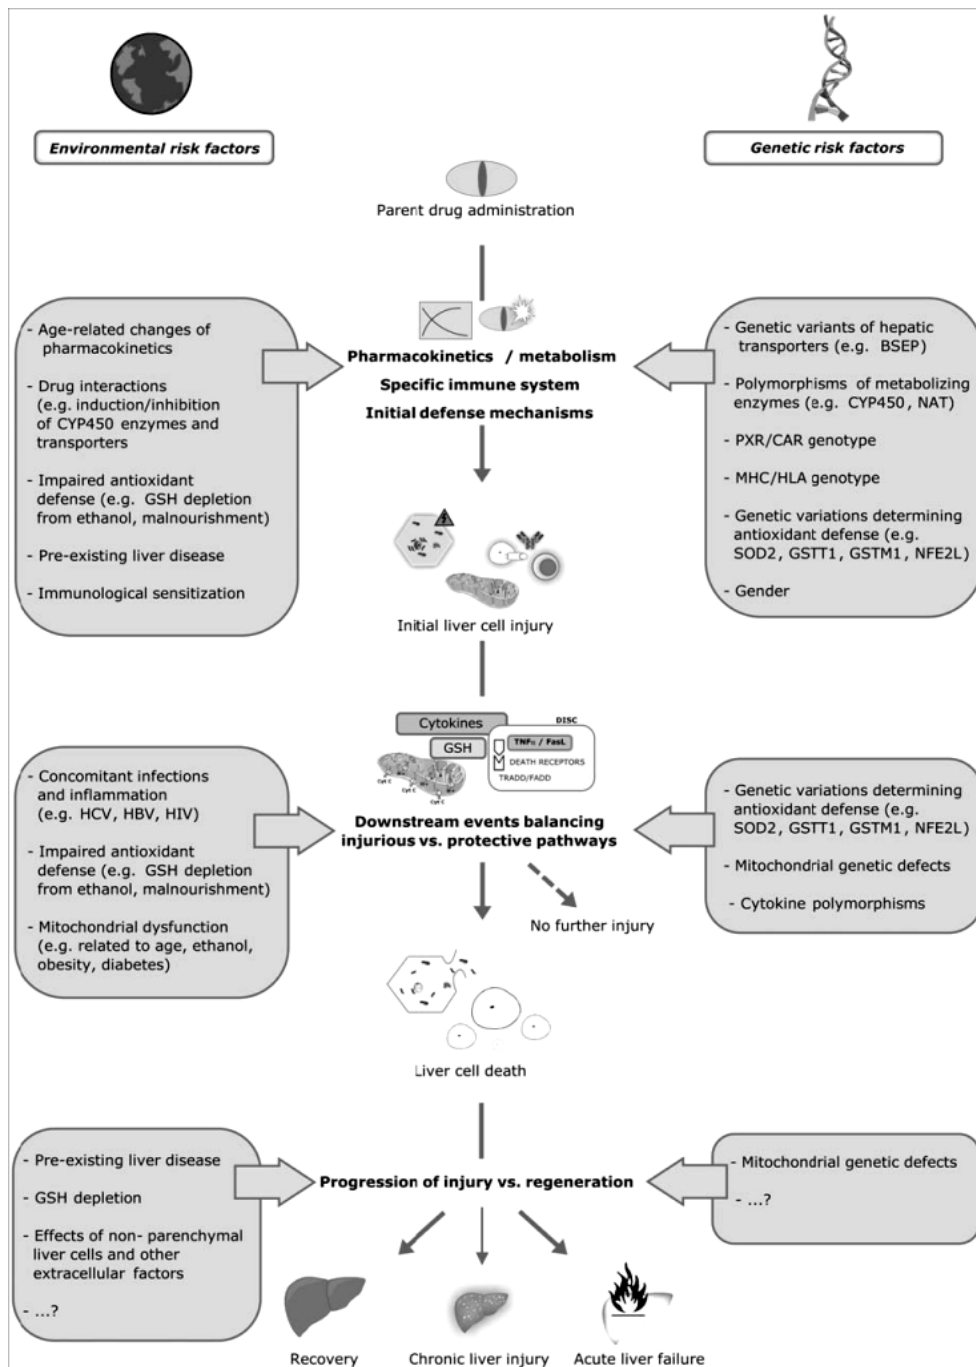 Environmental risk factors
Genetic risk factors
Parent drug administration
- Age-related changes of
pharmacokinetics
- Drug interactions
(e.g. induction/inhibition
of CYP450 enzymes and
transporters
- Impaired antioxidant
defense (e.g. GSH depletion
from ethanol, malnourishment)
- Pre-existing liver disease
- Immunological sensitization
Pharmacokinetics / metabolism
Specific immune system
Initial defense mechanisms
- Genetic variants of hepatic
transporters (e.g. BSEP)
- Polymorphisms of metabolizing
enzymes (e.g. CYP450, NAT)
- PXR/CAR genotype
- MHC/HLA genotype
- Genetic variations determining
antioxidant defense (e.g.
SOD2, GSTT1, GSTM1, NFE2L)
- Gender
Initial liver cell injury
Cytokines
DISC
GSH
TNFα / FasL
DEATH RECEPTORS
TRADD/FADD
Cyt C
Cyt C
Cyt C
- Concomitant infections
and inflammation
(e.g. HCV, HBV, HIV)
- Impaired antioxidant
defense (e.g. GSH depletion
from ethanol, malnourishment)
- Mitochondrial dysfunction
(e.g. related to age, ethanol,
obesity, diabetes)
Downstream events balancing
injurious vs. protective pathways
- Genetic variations determining
antioxidant defense (e.g.
SOD2, GSTT1, GSTM1, NFE2L)
- Mitochondrial genetic defects
- Cytokine polymorphisms
No further injury
Liver cell death
- Pre-existing liver disease
- GSH depletion
- Effects of non- parenchymal
liver cells and other
extracellular factors
- ...?
Progression of injury vs. regeneration
- Mitochondrial genetic defects
- ...?
Recovery
Chronic liver injury
Acute liver failure